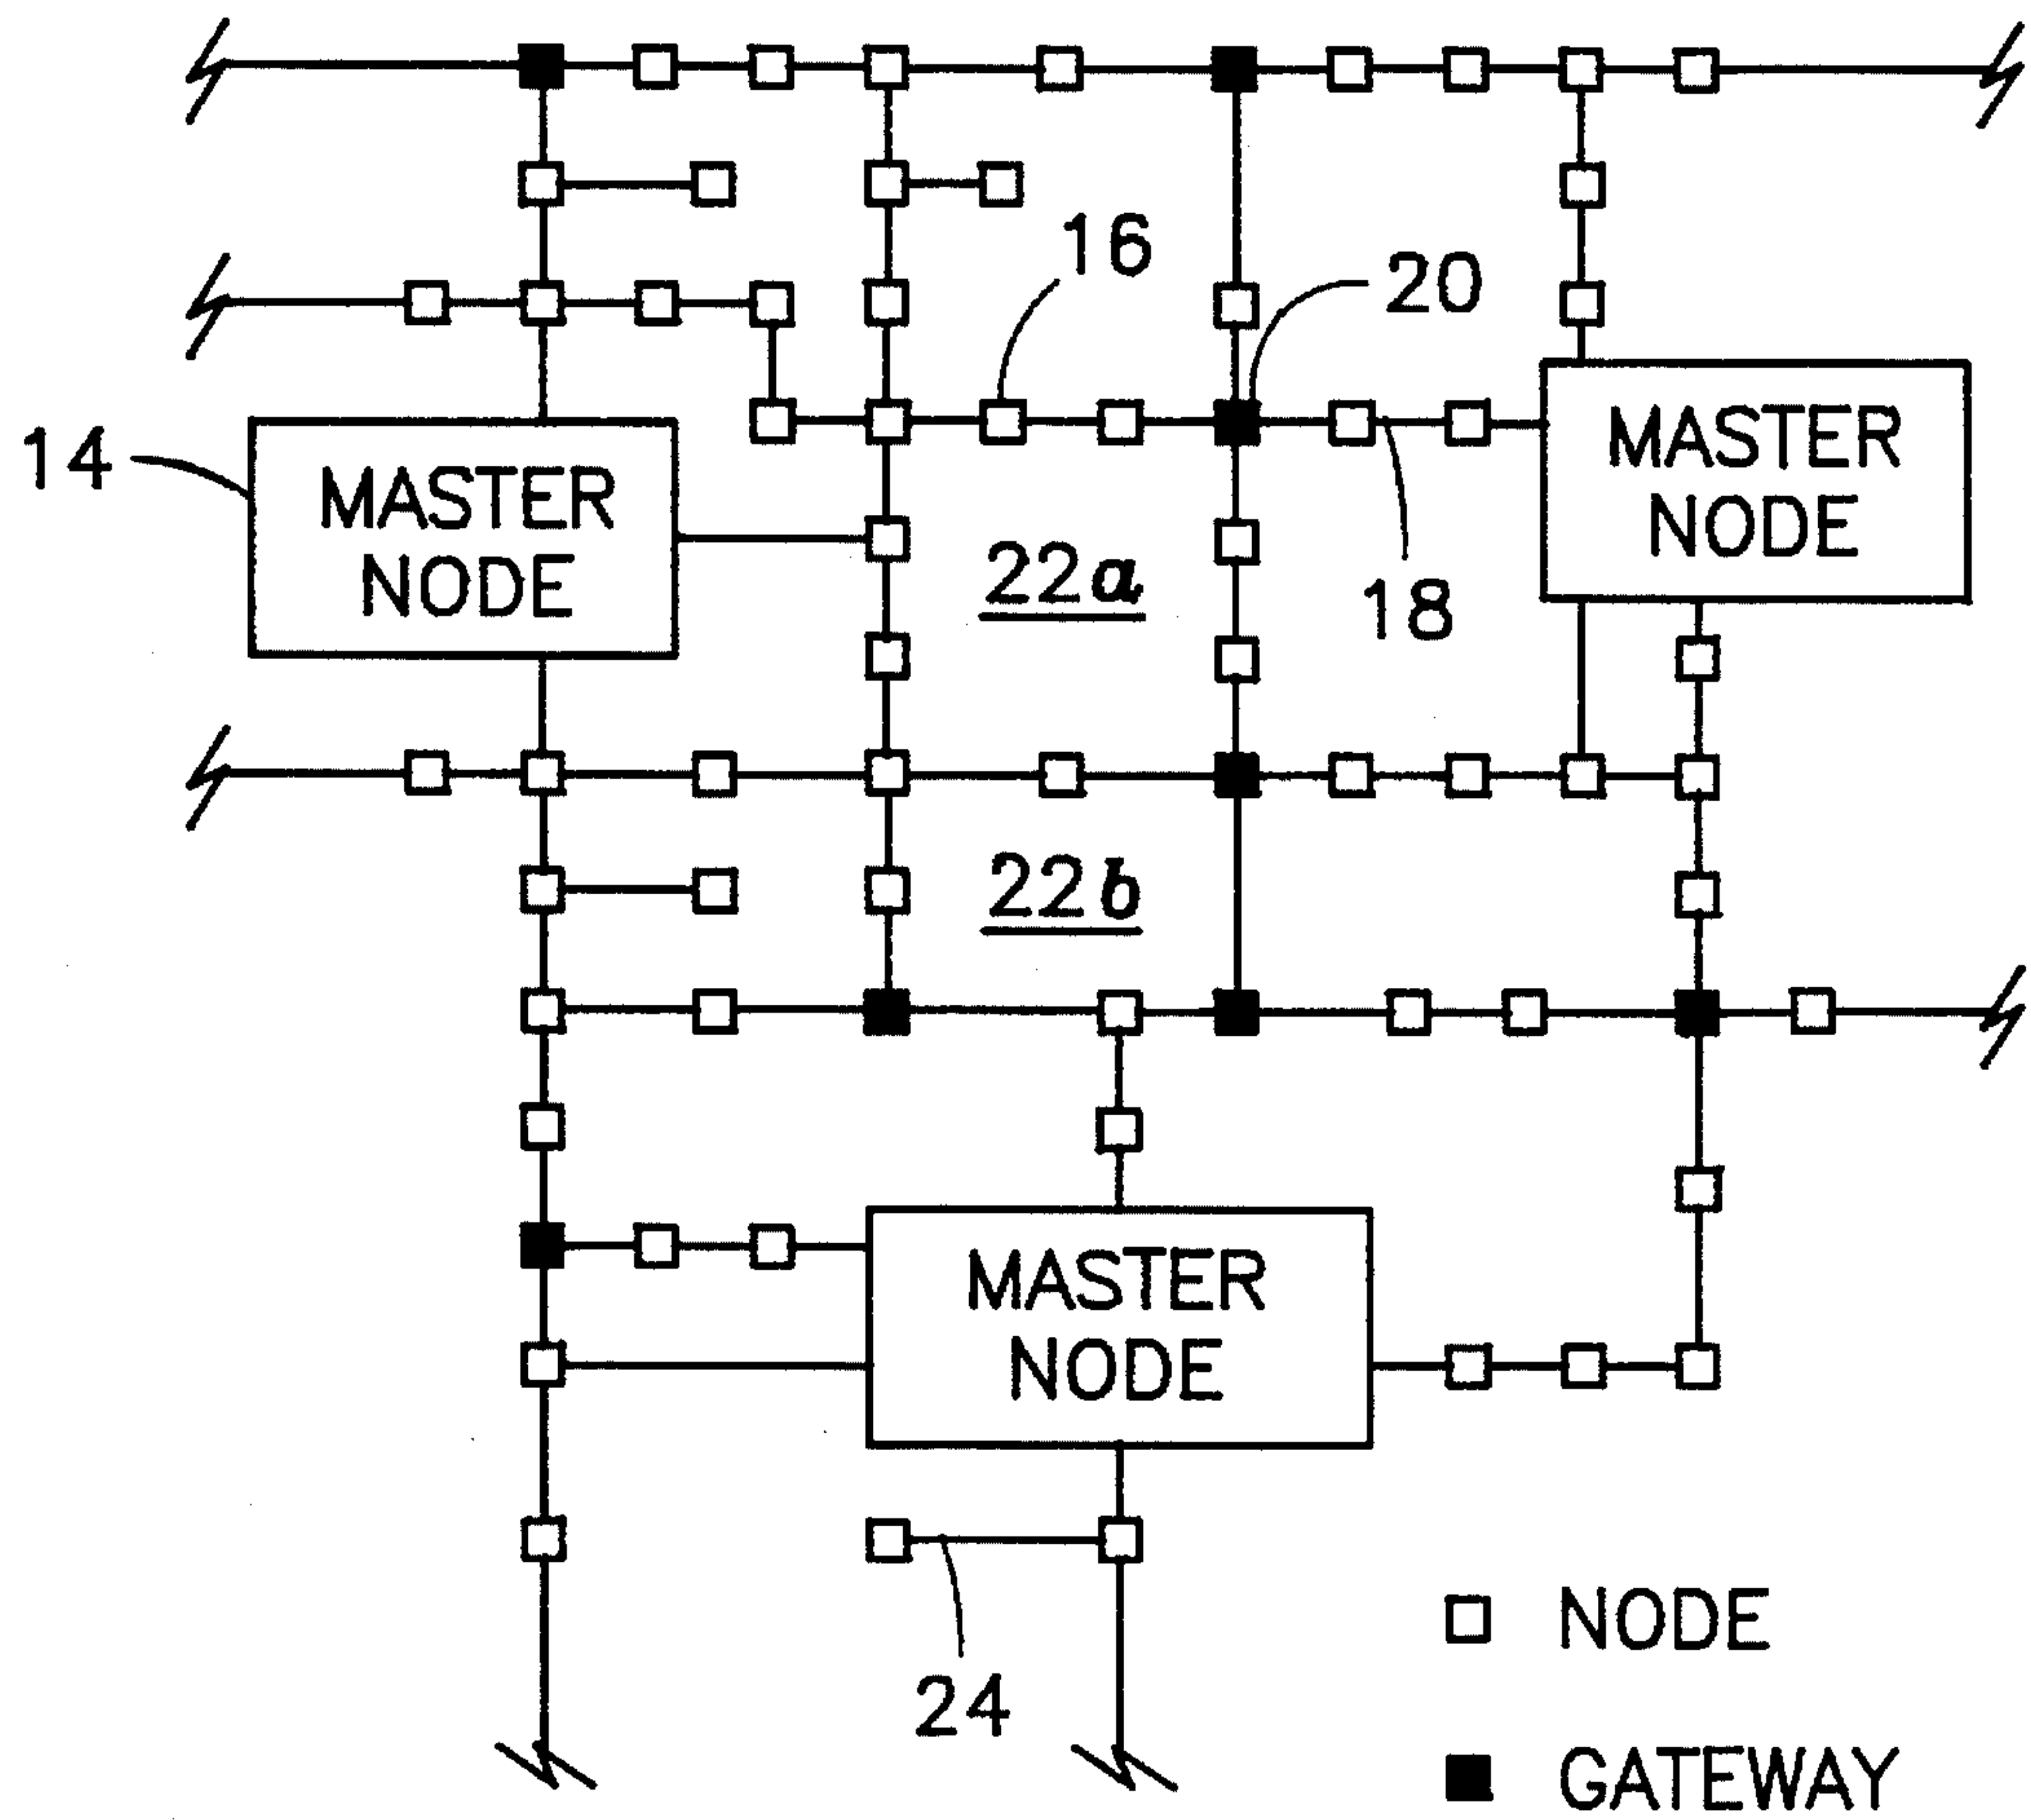 16
20
14
MASTER
NODE
MASTER
NODE
22a
18
22b
MASTER
NODE
24
NODE
GATEWAY